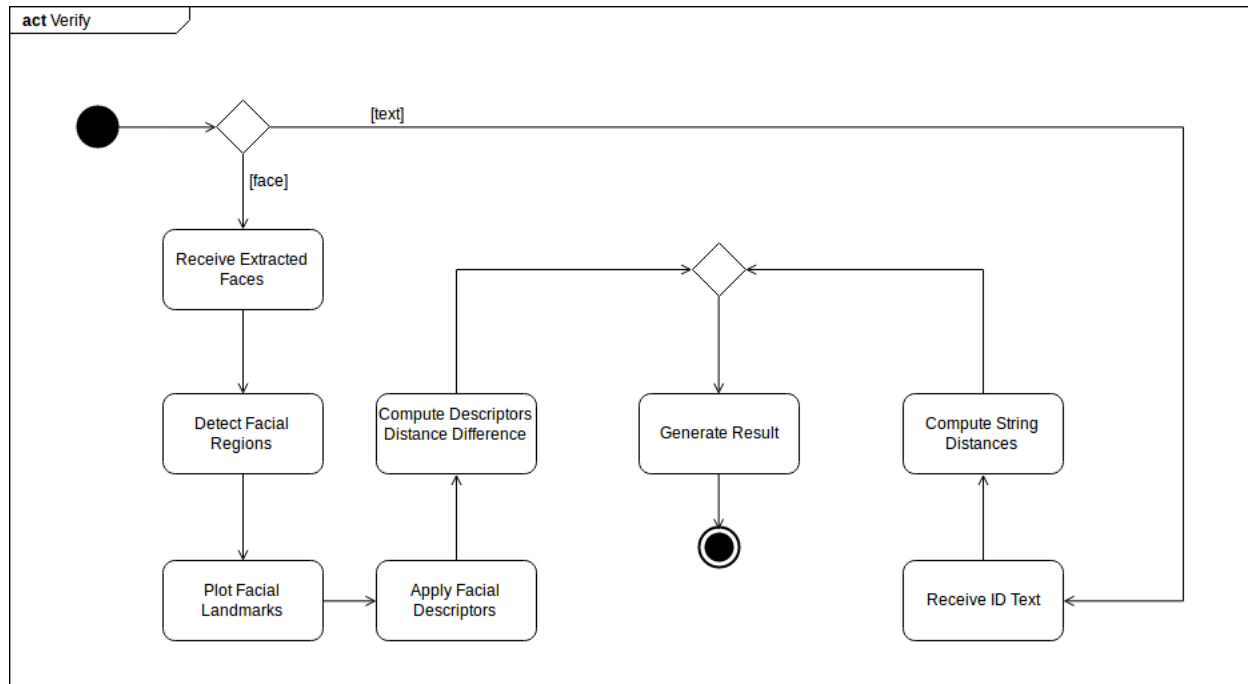 act Verify
[text]
[face]
Receive Extracted
Faces
Detect Facial
Regions
Plot Facial
Landmarks
Apply Facial
Descriptors
Compute Descriptors
Distance Difference
Generate Result
Compute String
Distances
Receive ID Text